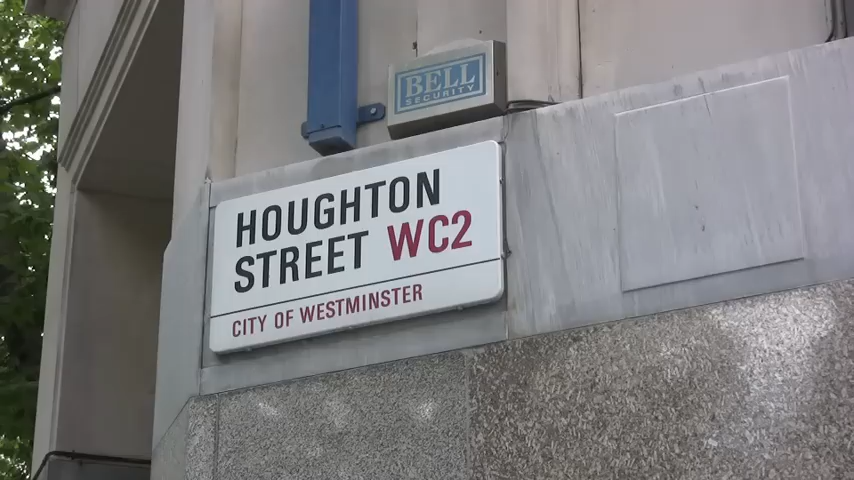 BELL
SECURITY
HOUGHTON
STREET WC2
CITY OF WESTMINSTER